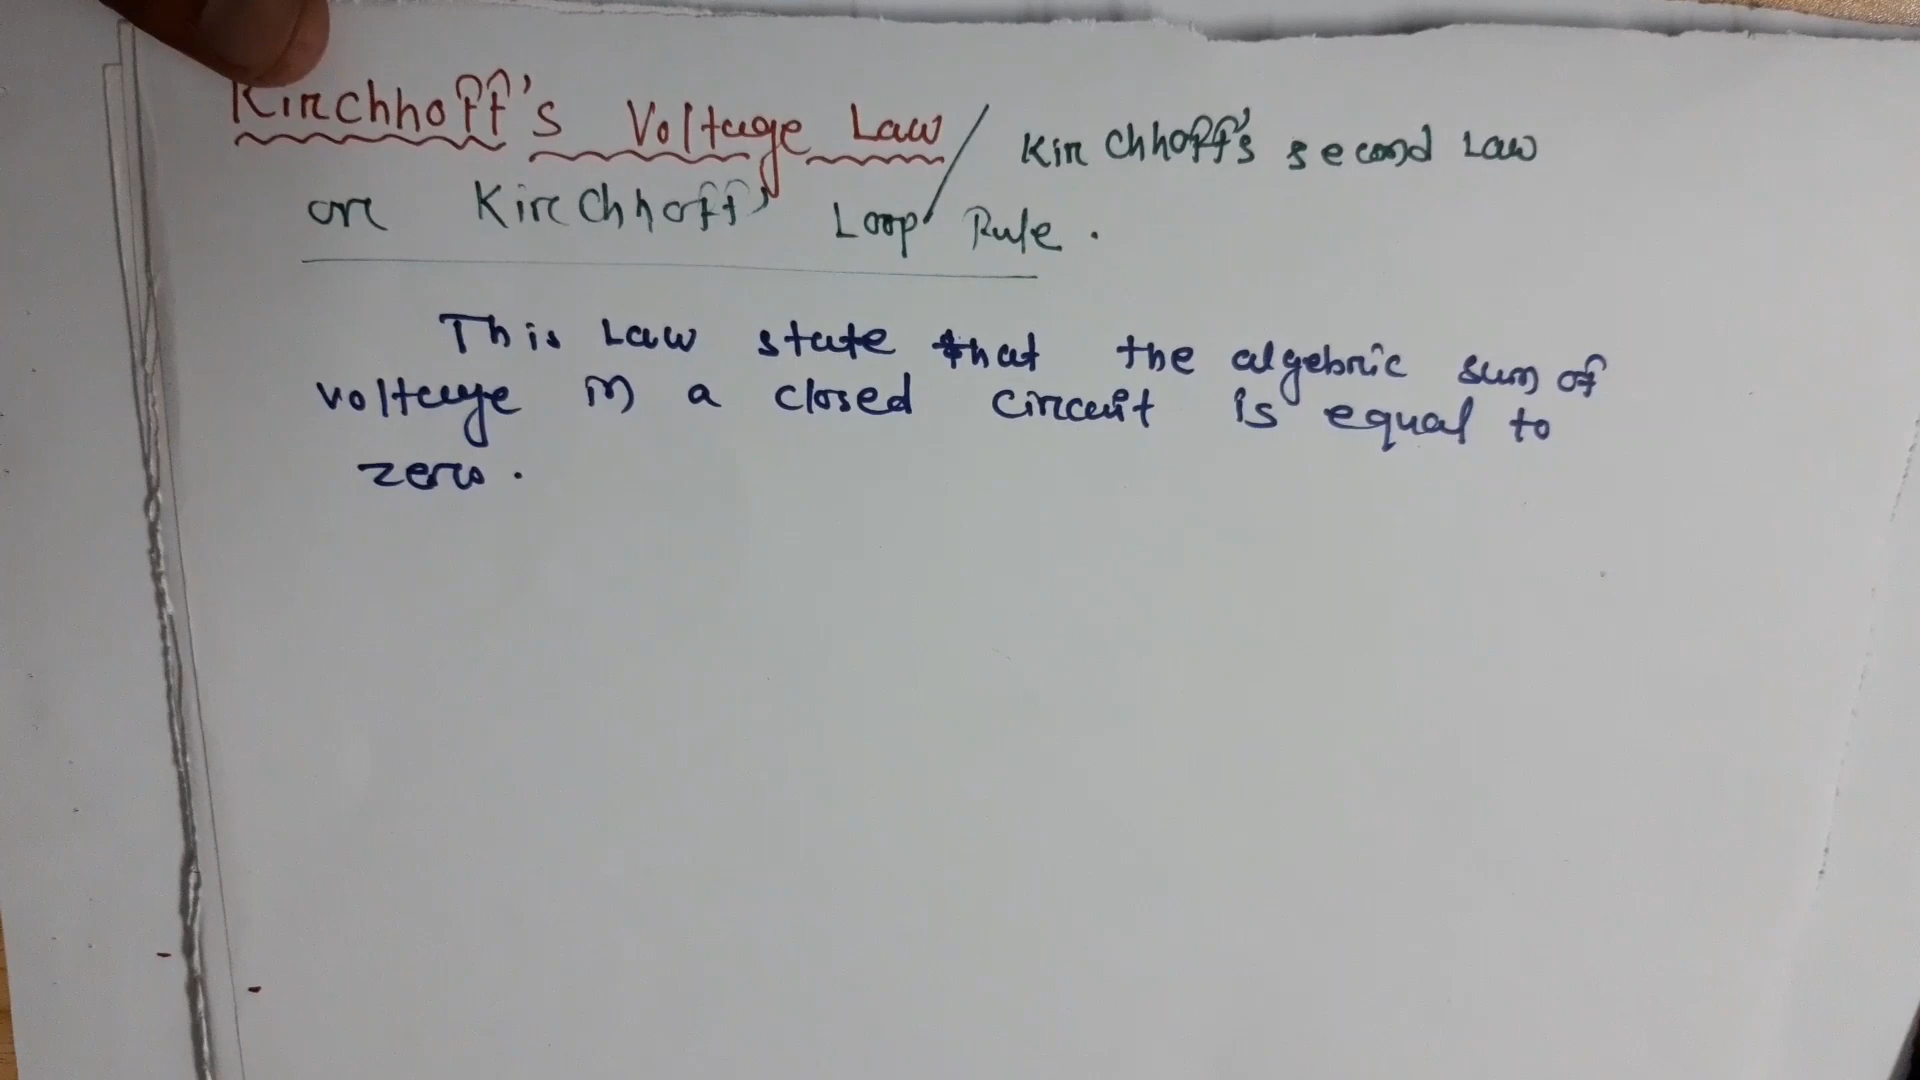 Kirchhoff's Voltage Law / Kirchhoff's second Law
or Kirchhoff' Loop Rule.
This Law state that the algebric sum of
voltage in a closed circuit is equal to
zero.